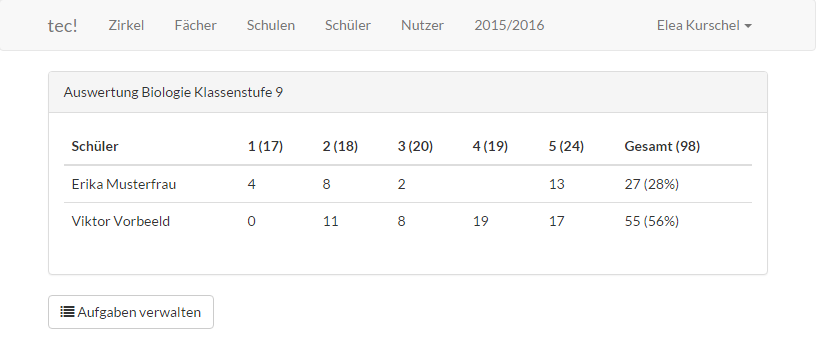 tec! Zirkel Fächer Schulen Schüler Nutzer 2015/2016 Elea Kurschel
Auswertung Biologie Klassenstufe 9
Schüler 1 (17) 2 (18) 3 (20) 4 (19) 5 (24) Gesamt (98)
Erika Musterfrau 4 8 2 13 27 (28%)
Viktor Vorbeeld 0 11 8 19 17 55 (56%)
Aufgaben verwalten